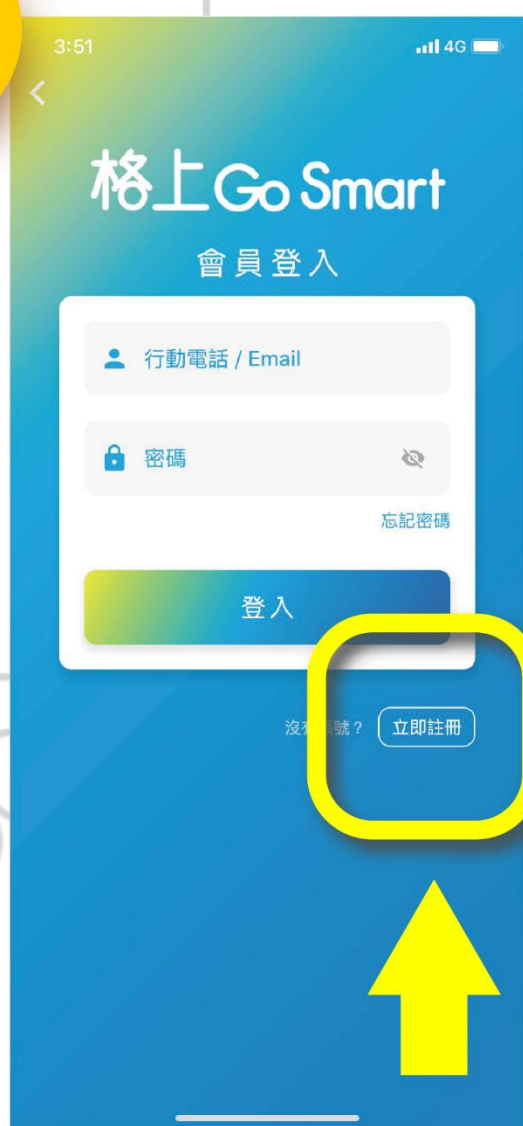 3:51 4G
格上Go Smart
會員登入
行動電話 / Email
密碼
忘記密碼
登入
沒有帳號？ 立即註冊